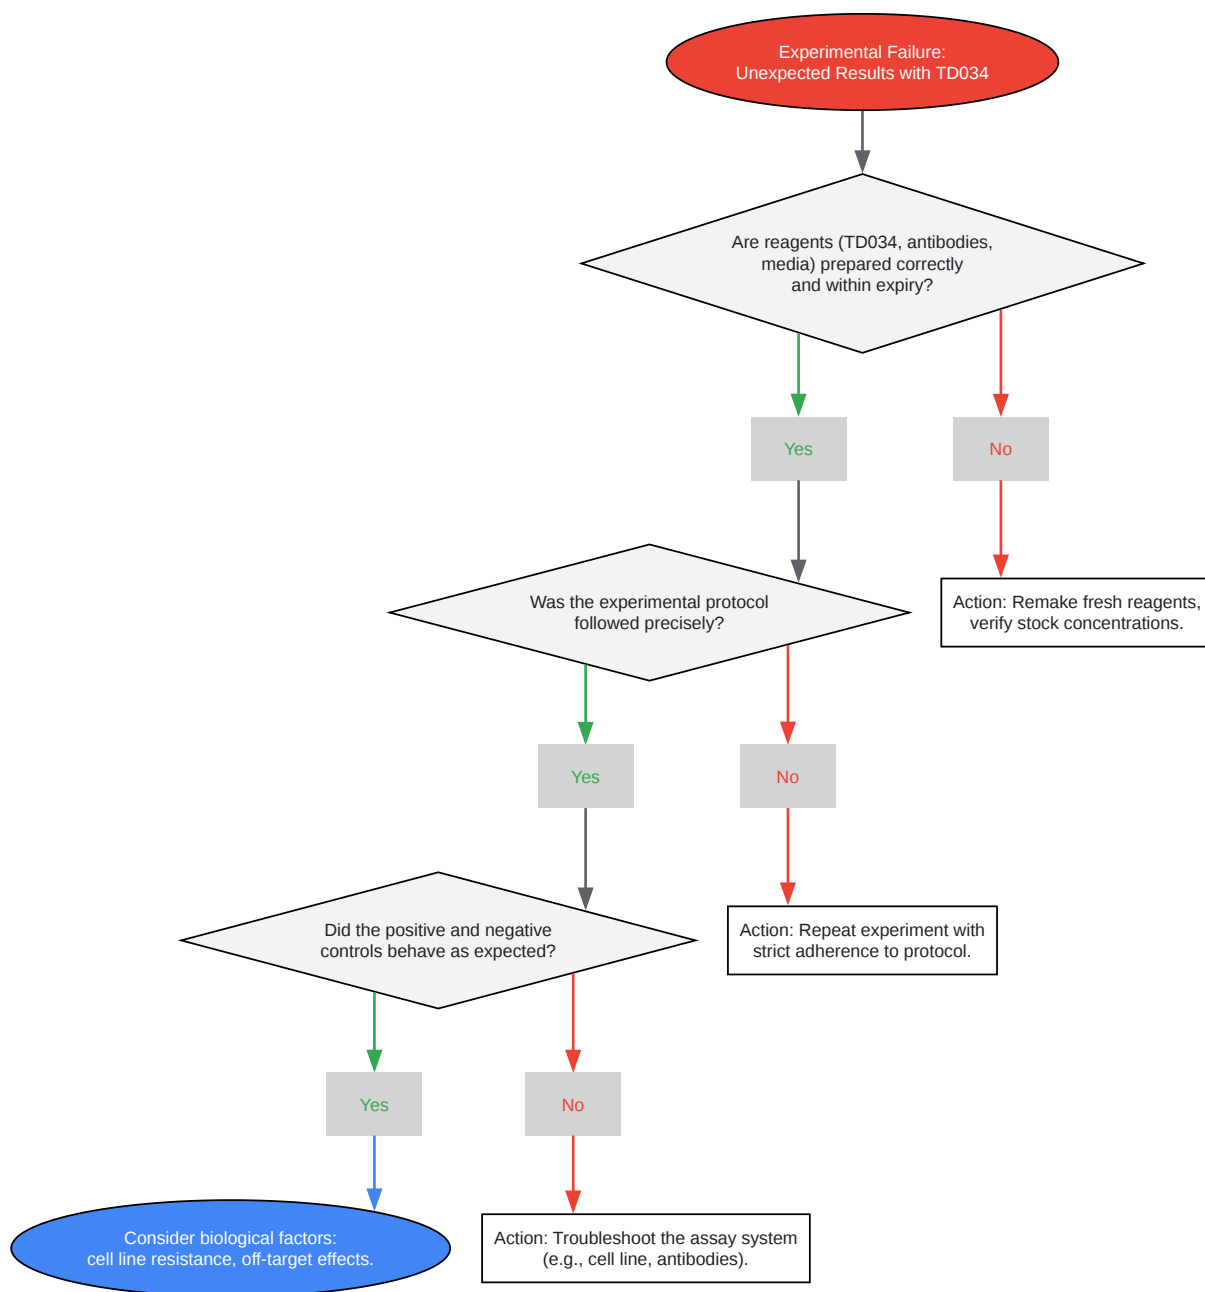 Experimental Failure:
Unexpected Results with TD034
Are reagents (TD034, antibodies,
media) prepared correctly
and within expiry?
Yes
No
Was the experimental protocol
followed precisely?
Action: Remake fresh reagents,
verify stock concentrations.
Yes
No
Did the positive and negative
controls behave as expected?
Action: Repeat experiment with
strict adherence to protocol.
Yes
No
Consider biological factors:
cell line resistance, off-target effects.
Action: Troubleshoot the assay system
(e.g., cell line, antibodies).